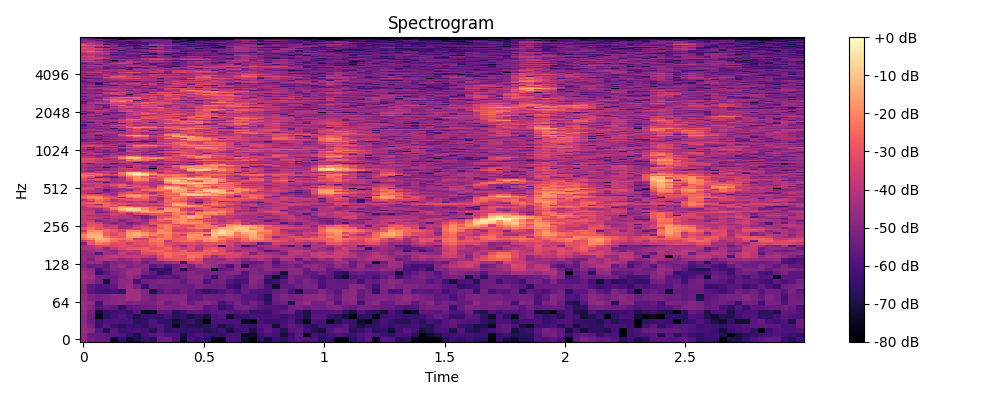 Spectrogram
Hz
4096
2048
1024
512
256
128
64
0
0
0.5
1
1.5
2
2.5
Time
+0 dB
-10 dB
-20 dB
-30 dB
-40 dB
-50 dB
-60 dB
-70 dB
-80 dB